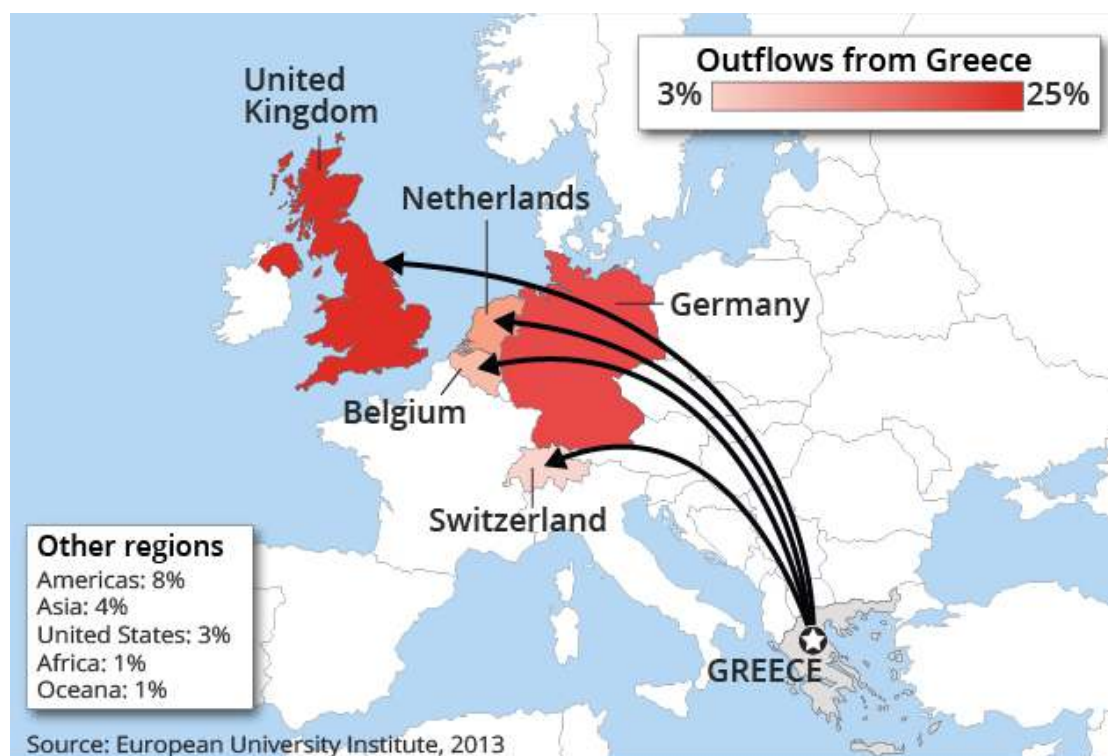 Outflows from Greece
3% 25%
United
Kingdom
Netherlands
Germany
Belgium
Switzerland
GREECE
Other regions
Americas: 8%
Asia: 4%
United States: 3%
Africa: 1%
Oceana: 1%
Source: European University Institute, 2013